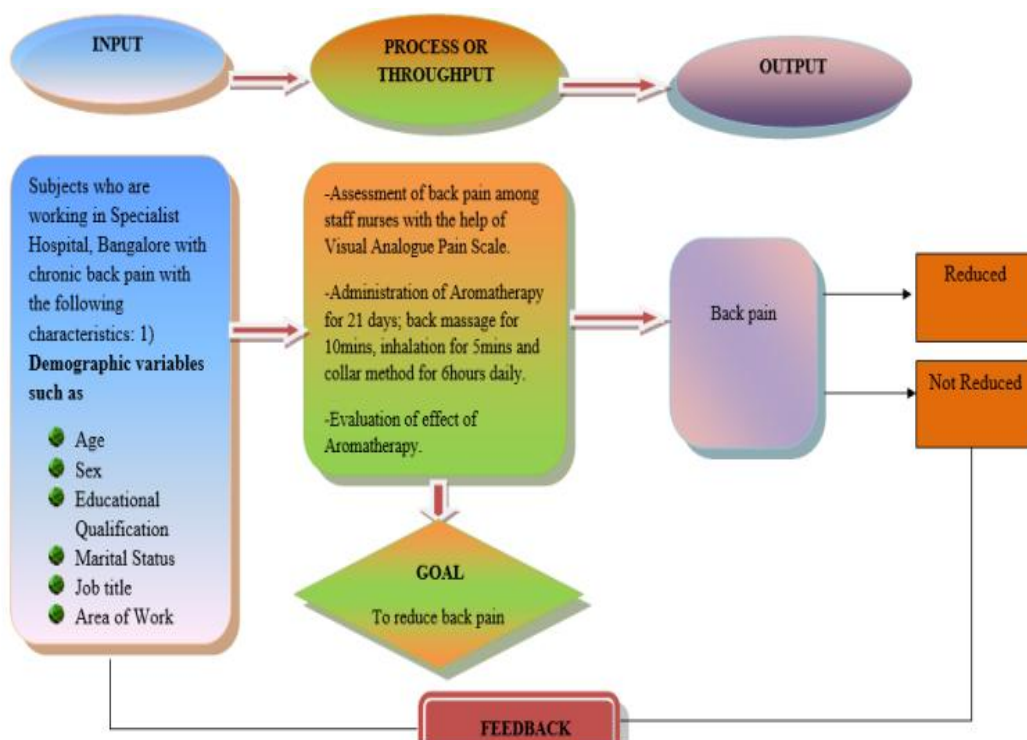 INPUT
PROCESS OR
THROUGHPUT
OUTPUT
Subjects who are
working in Specialist
Hospital, Bangalore with
chronic back pain with
the following
characteristics: 1)
Demographic variables
such as
Age
Sex
Educational
Qualification
Marital Status
Job title
Area of Work
-Assessment of back pain among
staff nurses with the help of
Visual Analogue Pain Scale.
-Administration of Aromatherapy
for 21 days; back massage for
10mins, inhalation for 5mins and
collar method for 6hours daily.
-Evaluation of effect of
Aromatherapy.
GOAL
To reduce back pain
Back pain
Reduced
Not Reduced
FEEDBACK